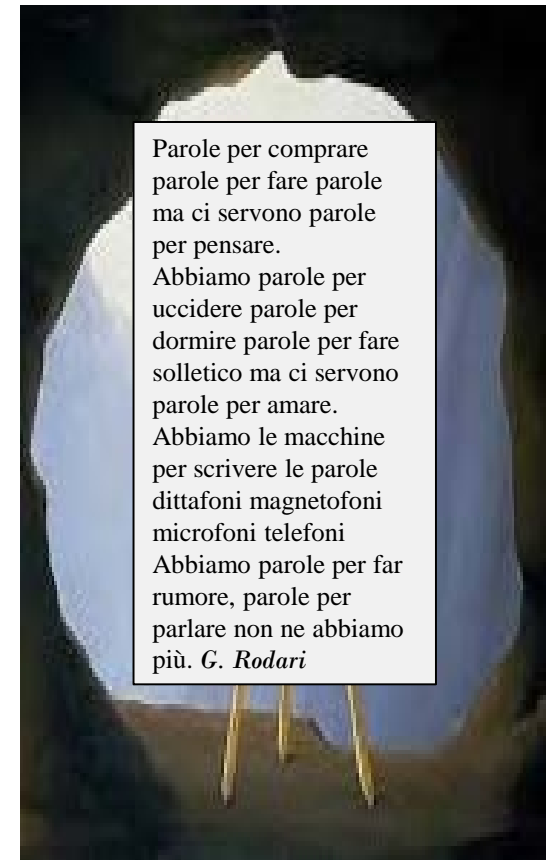 Parole per comprare
parole per fare parole
ma ci servono parole
per pensare.
Abbiamo parole per
uccidere parole per
dormire parole per fare
solletico ma ci servono
parole per amare.
Abbiamo le macchine
per scrivere le parole
dittafoni magnetofoni
microfoni telefoni
Abbiamo parole per far
rumore, parole per
parlare non ne abbiamo
più. G. Rodari